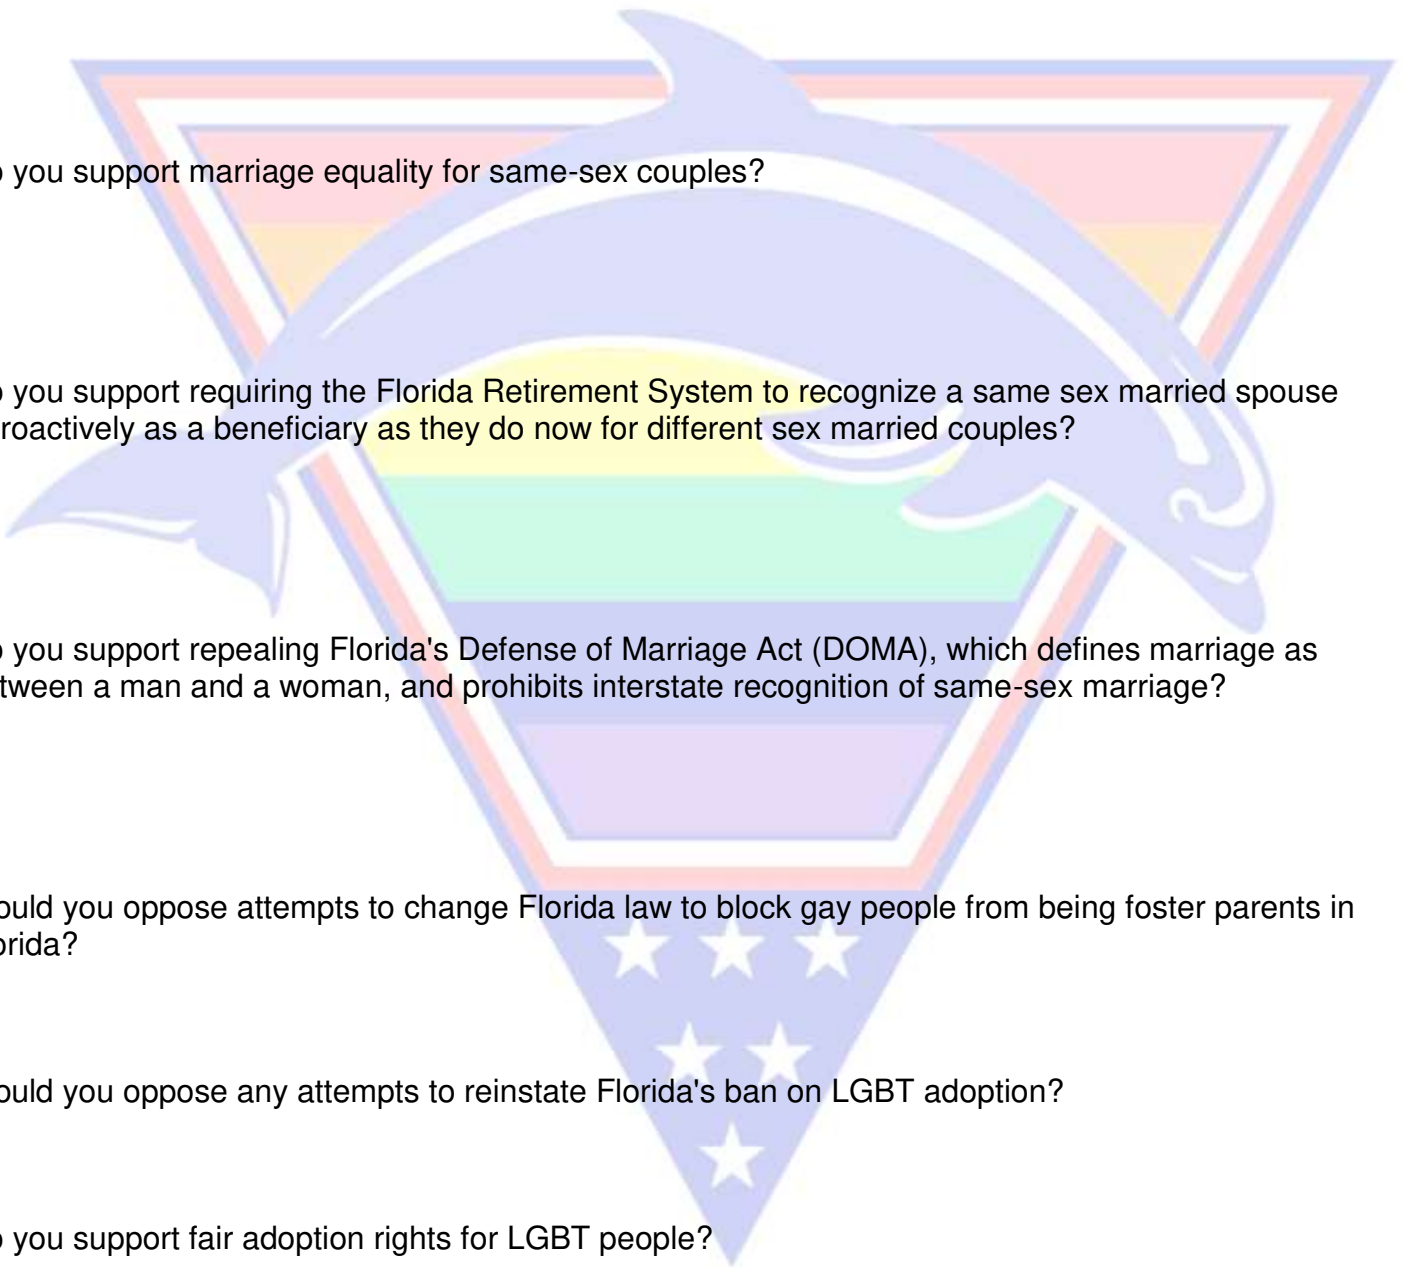 o you support marriage equality for same-sex couples?
o you support requiring the Florida Retirement System to recognize a same sex married spouse
roactively as a beneficiary as they do now for different sex married couples?
o you support repealing Florida's Defense of Marriage Act (DOMA), which defines marriage as
tween a man and a woman, and prohibits interstate recognition of same-sex marriage?
ould you oppose attempts to change Florida law to block gay people from being foster parents in
orida?
ould you oppose any attempts to reinstate Florida's ban on LGBT adoption?
o you support fair adoption rights for LGBT people?